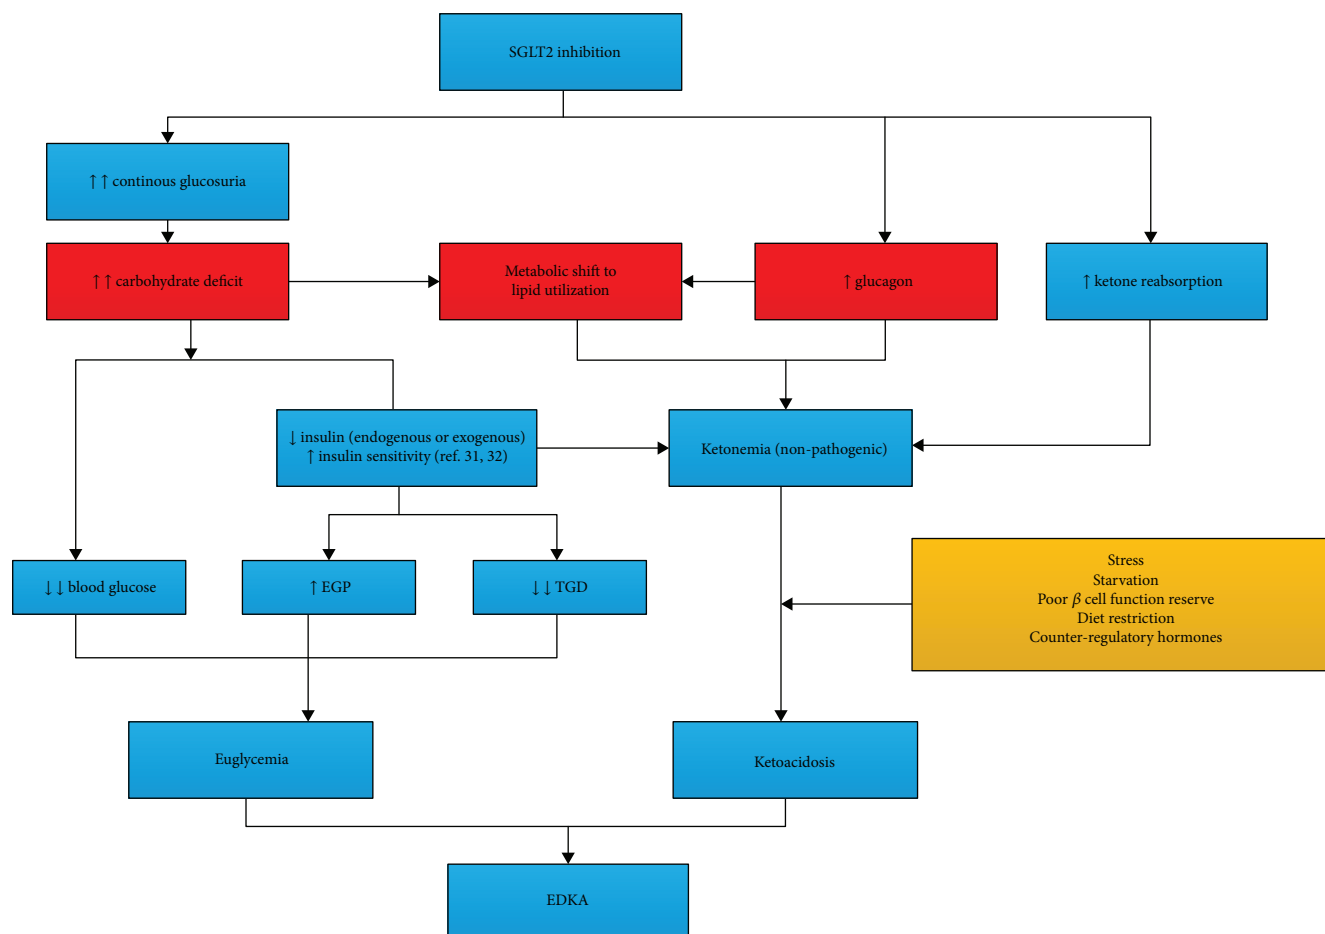 SGLT2 inhibition
↑↑ continous glucosuria
↑↑ carbohydrate deficit
Metabolic shift to
lipid utilization
↑ glucagon
↑ ketone reabsorption
↓ insulin (endogenous or exogenous)
↑ insulin sensitivity (ref. 31, 32)
Ketonemia (non-pathogenic)
↓↓ blood glucose
↑ EGP
↓↓ TGD
Stress
Starvation
Poor β cell function reserve
Diet restriction
Counter-regulatory hormones
Euglycemia
Ketoacidosis
EDKA